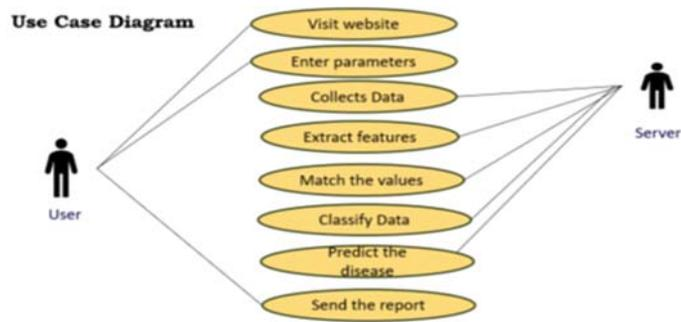 Use Case Diagram
Visit website
Enter parameters
Collects Data
Extract features
Match the values
Classify Data
Predict the
disease
Send the report
User
Server